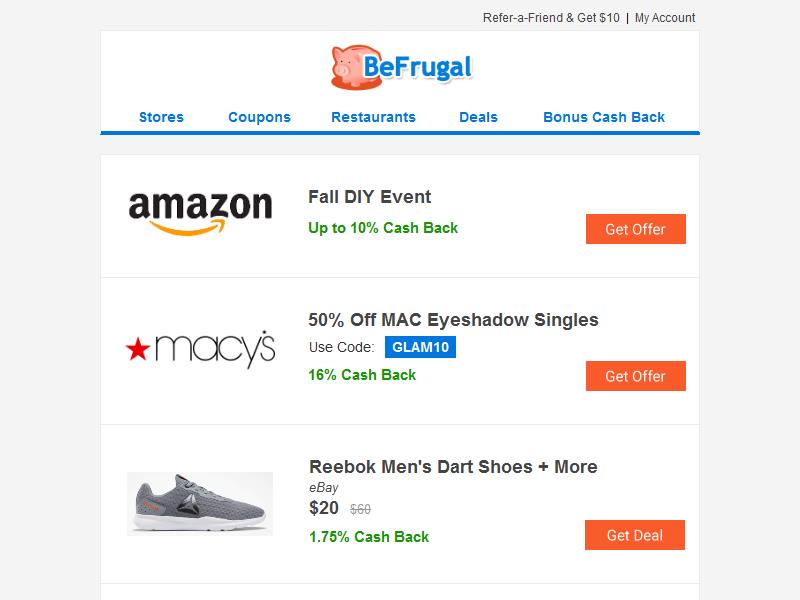 Refer-a-Friend & Get $10 | My Account
BeFrugal
Stores Coupons Restaurants Deals Bonus Cash Back
amazon
Fall DIY Event
Up to 10% Cash Back
Get Offer
macy's
50% Off MAC Eyeshadow Singles
Use Code: GLAM10
16% Cash Back
Get Offer
Reebok Men's Dart Shoes + More
eBay
$20 $60
1.75% Cash Back
Get Deal